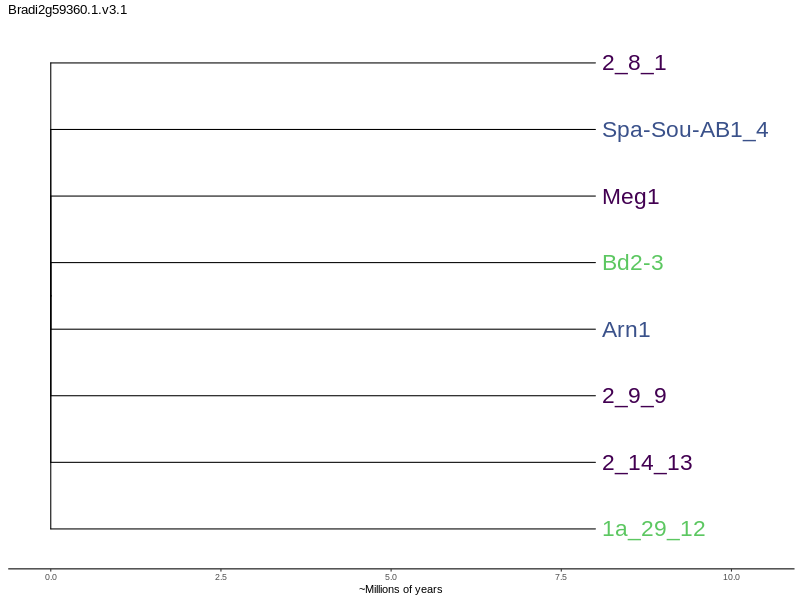 Bradi2g59360.1.v3.1
2_8_1
Spa-Sou-AB1_4
Meg1
Bd2-3
Arn1
2_9_9
2_14_13
1a_29_12
0.0 2.5 5.0 7.5 10.0
~Millions of years